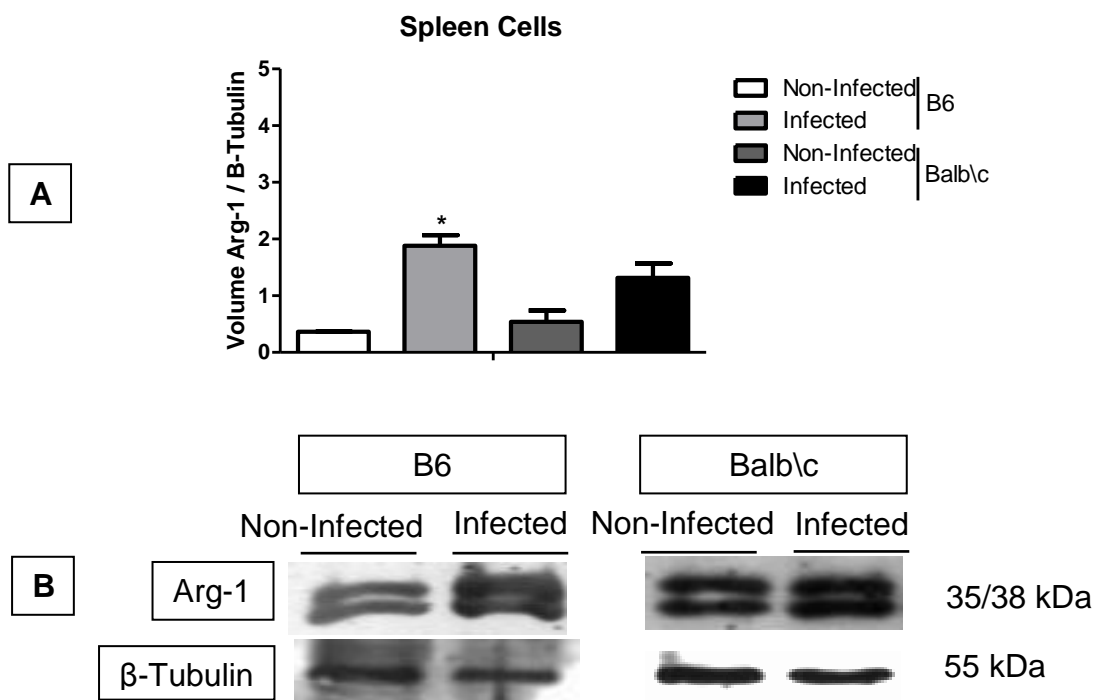 Spleen Cells
A
Volume Arg-1 / B-Tubulin
5
4
3
2
1
0
*
Non-Infected
Infected
B6
Non-Infected
Infected
Balb\c
B6
Balb\c
Non-Infected Infected Non-Infected Infected
B
Arg-1
35/38 kDa
β-Tubulin
55 kDa